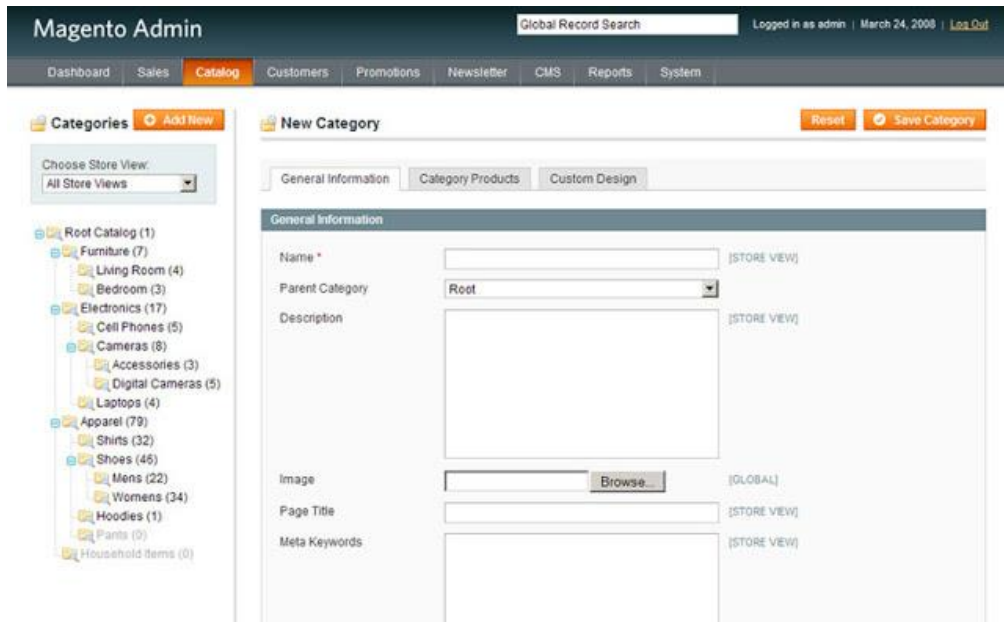 Magento Admin
Global Record Search
Logged in as admin | March 24, 2008 | Log Out
Dashboard Sales Catalog Customers Promotions Newsletter CMS Reports System
Categories Add New
Choose Store View:
All Store Views
Root Catalog (1)
Furniture (7)
Living Room (4)
Bedroom (3)
Electronics (17)
Cell Phones (5)
Cameras (8)
Accessories (3)
Digital Cameras (5)
Laptops (4)
Apparel (79)
Shirts (32)
Shoes (46)
Mens (22)
Womens (34)
Hoodies (1)
Pants (0)
Household Items (0)
New Category
Reset Save Category
General Information Category Products Custom Design
General Information
Name * [STORE VIEW]
Parent Category Root
Description [STORE VIEW]
Image Browse... [GLOBAL]
Page Title [STORE VIEW]
Meta Keywords [STORE VIEW]